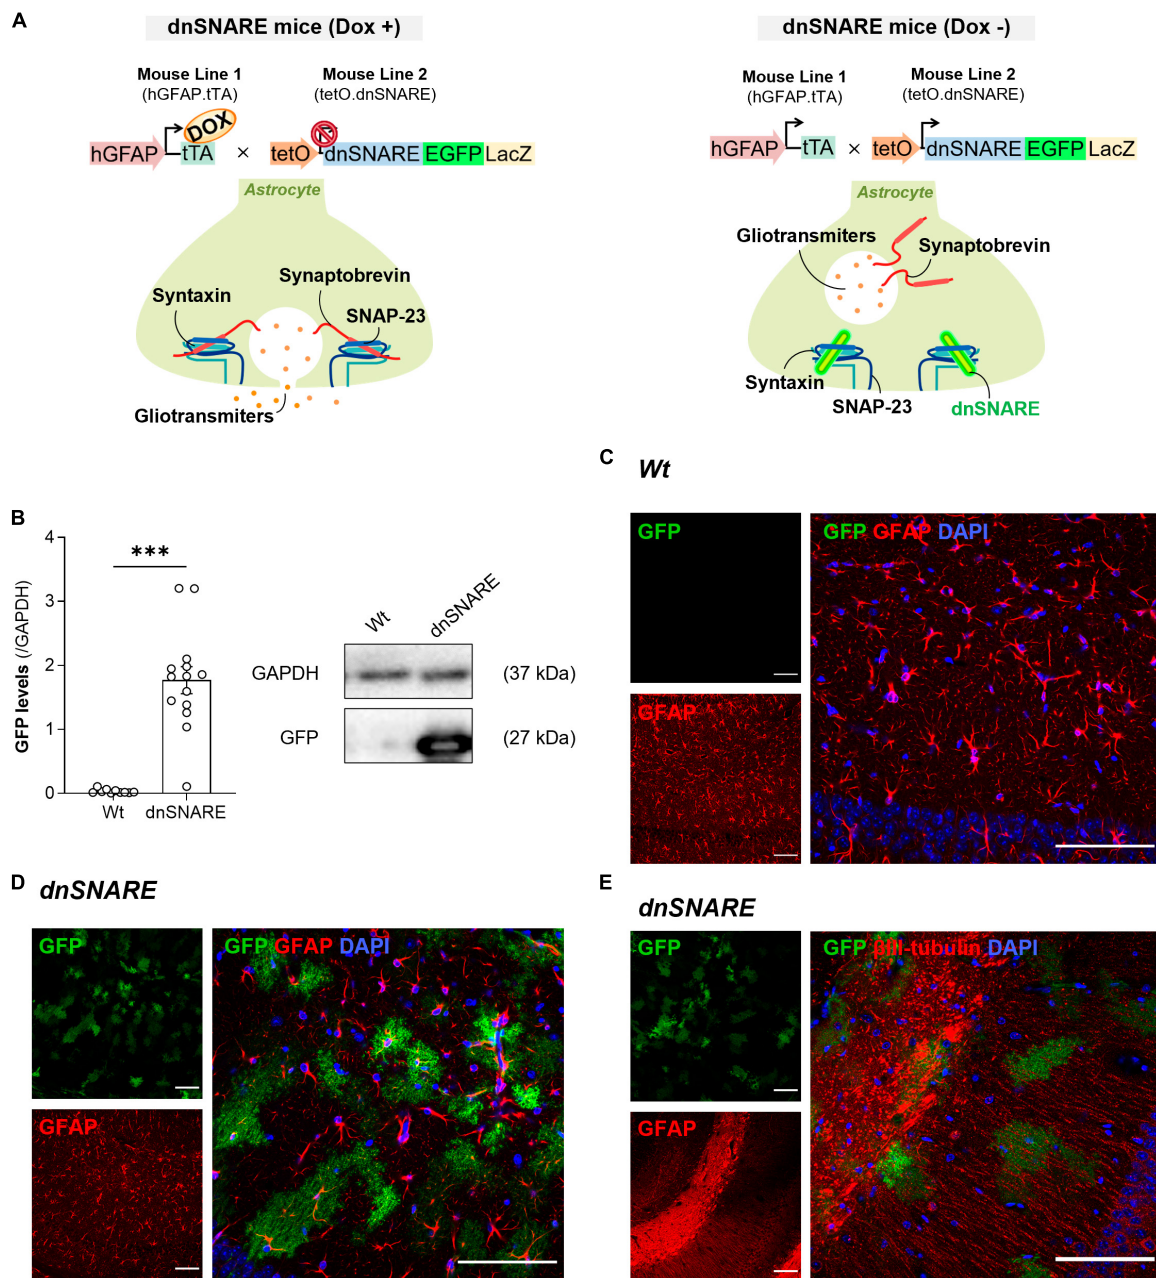 A
dnSNARE mice (Dox +)
Mouse Line 1
(hGFAP.tTA)
Mouse Line 2
(tetO.dnSNARE)
DOX
hGFAP
tTA
×
tetO
dnSNARE
EGFP
LacZ
Astrocyte
Synaptobrevin
Syntaxin
SNAP-23
Gliotransmiters
dnSNARE mice (Dox -)
Mouse Line 1
(hGFAP.tTA)
Mouse Line 2
(tetO.dnSNARE)
hGFAP
tTA
×
tetO
dnSNARE
EGFP
LacZ
Astrocyte
Gliotransmiters
Synaptobrevin
Syntaxin
SNAP-23
dnSNARE
B
GFP levels (/GAPDH)
4
3
2
1
0
***
Wt
dnSNARE
Wt
dnSNARE
GAPDH
(37 kDa)
GFP
(27 kDa)
C
Wt
GFP
GFAP
GFP GFAP DAPI
D
dnSNARE
GFP
GFAP
GFP GFAP DAPI
E
dnSNARE
GFP
GFAP
GFP βIII-tubulin DAPI